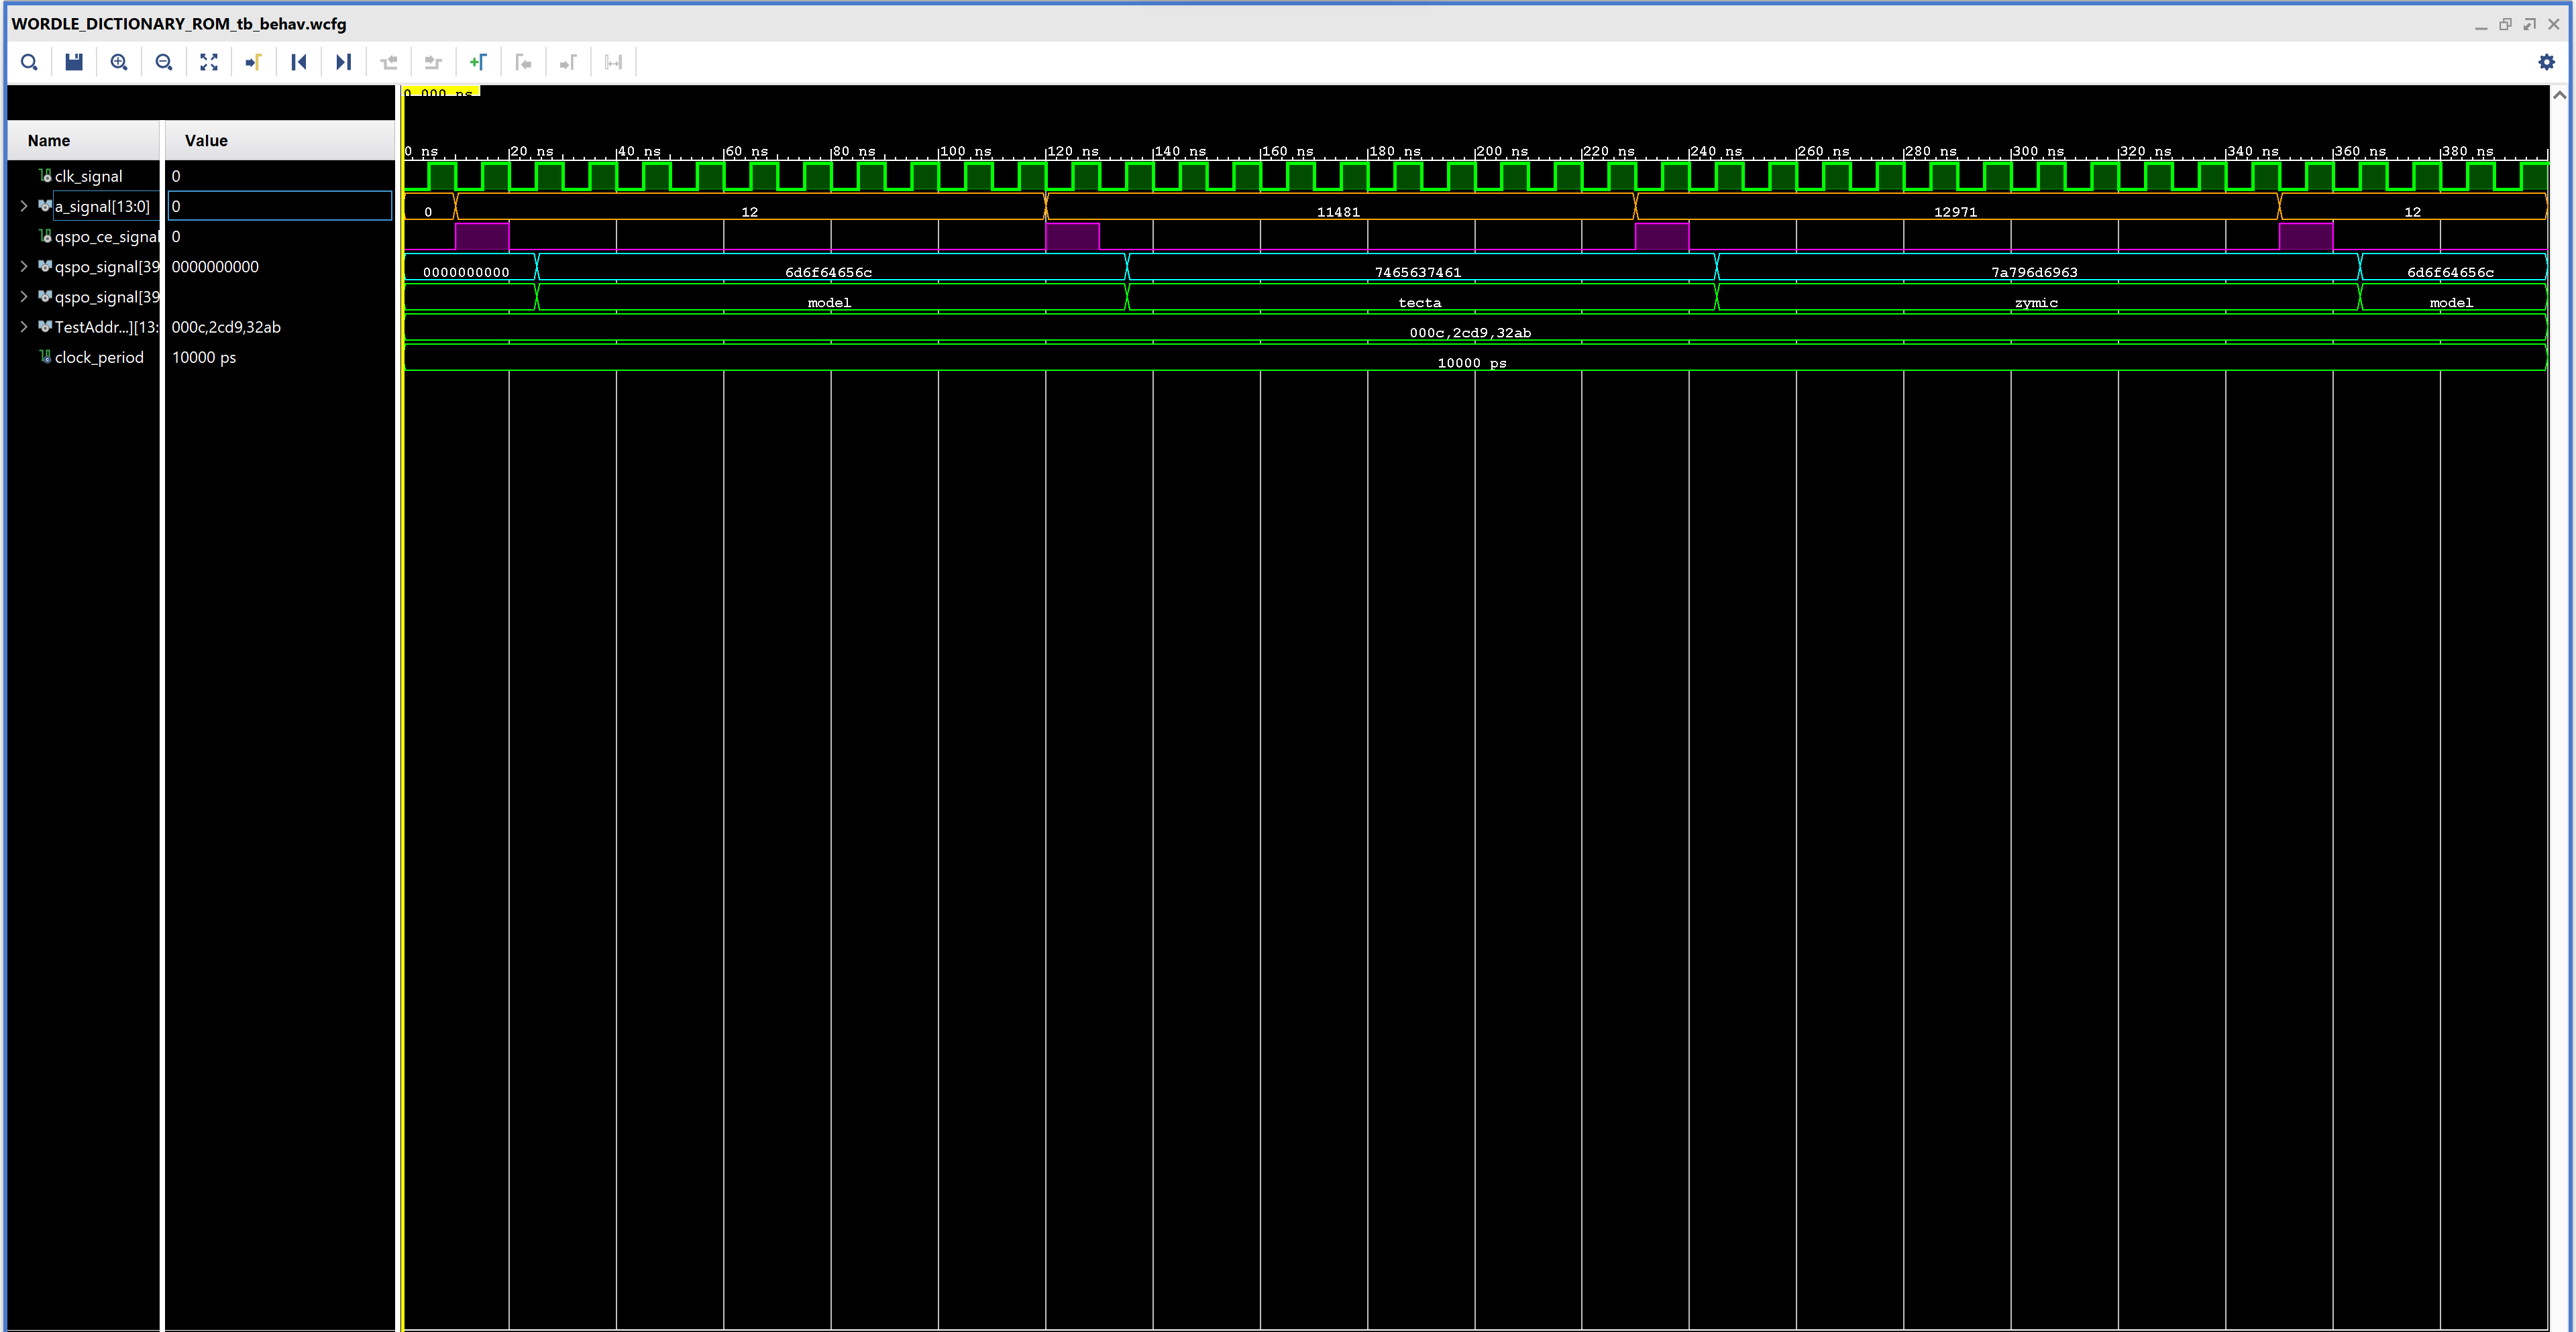 WORDLE_DICTIONARY_ROM_tb_behav.wcfg
0.000 ns
Name Value
0 ns 20 ns 40 ns 60 ns 80 ns 100 ns 120 ns 140 ns 160 ns 180 ns 200 ns 220 ns 240 ns 260 ns 280 ns 300 ns 320 ns 340 ns 360 ns 380 ns
clk_signal 0
a_signal[13:0] 0 0 12 11481 12971 12
qspo_ce_signal 0
qspo_signal[39 0000000000 0000000000 6d6f64656c 7465637461 7a796d6963 6d6f64656c
qspo_signal[39 model tecta zymic model
TestAddr...][13: 000c,2cd9,32ab 000c,2cd9,32ab
clock_period 10000 ps 10000 ps